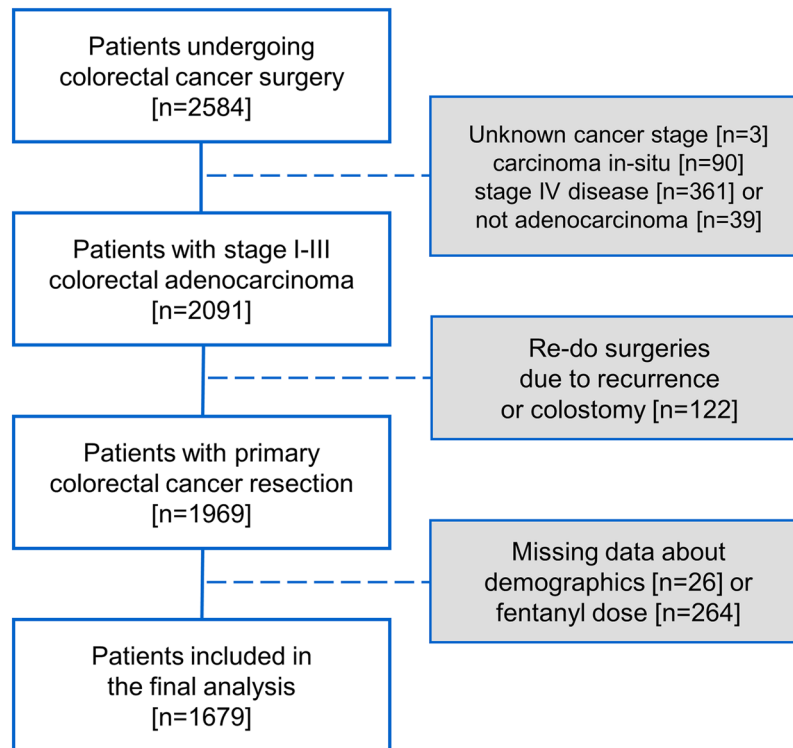 Patients undergoing
colorectal cancer surgery
[n=2584]
Unknown cancer stage [n=3]
carcinoma in-situ [n=90]
stage IV disease [n=361] or
not adenocarcinoma [n=39]
Patients with stage I-III
colorectal adenocarcinoma
[n=2091]
Re-do surgeries
due to recurrence
or colostomy [n=122]
Patients with primary
colorectal cancer resection
[n=1969]
Missing data about
demographics [n=26] or
fentanyl dose [n=264]
Patients included in
the final analysis
[n=1679]